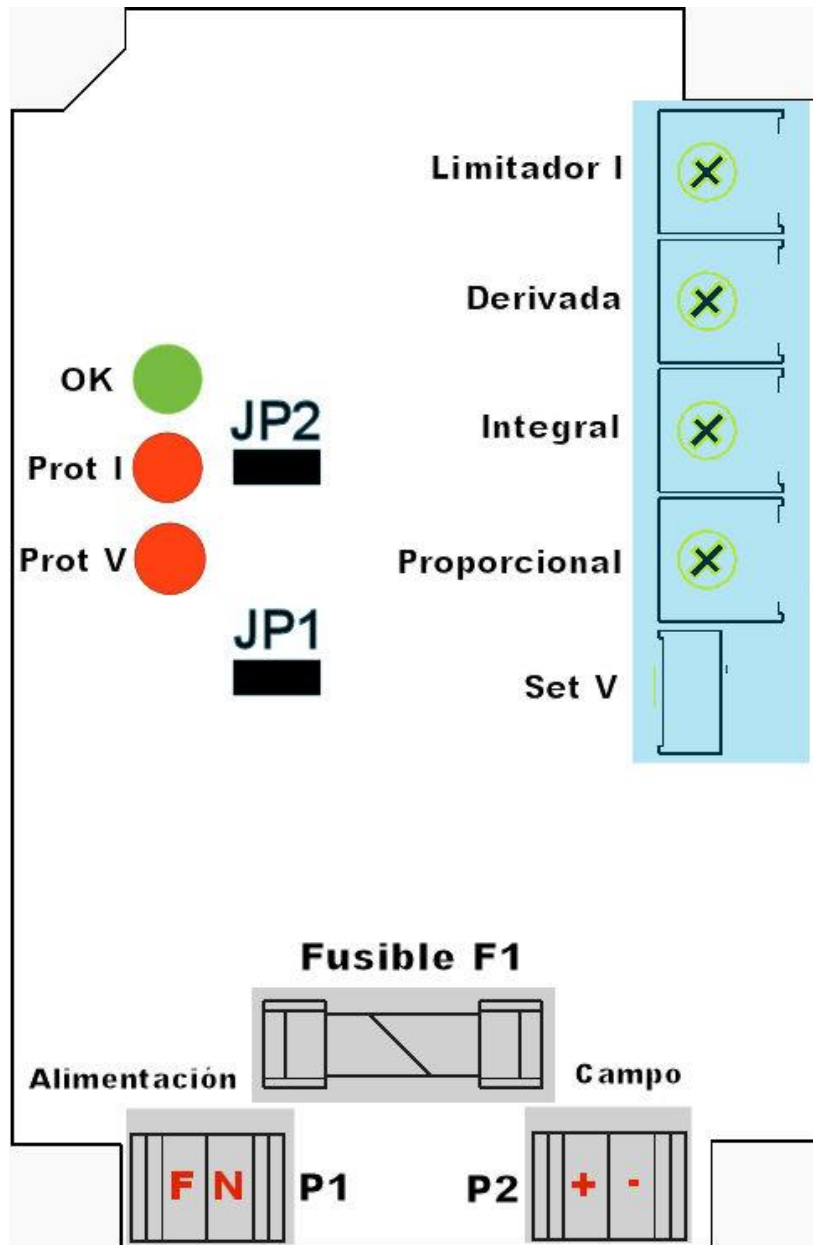 Limitador I
Derivada
OK
JP2
Integral
Prot I
Prot V
Proporcional
JP1
Set V
Fusible F1
Alimentación
Campo
F N
P1
P2
+ -